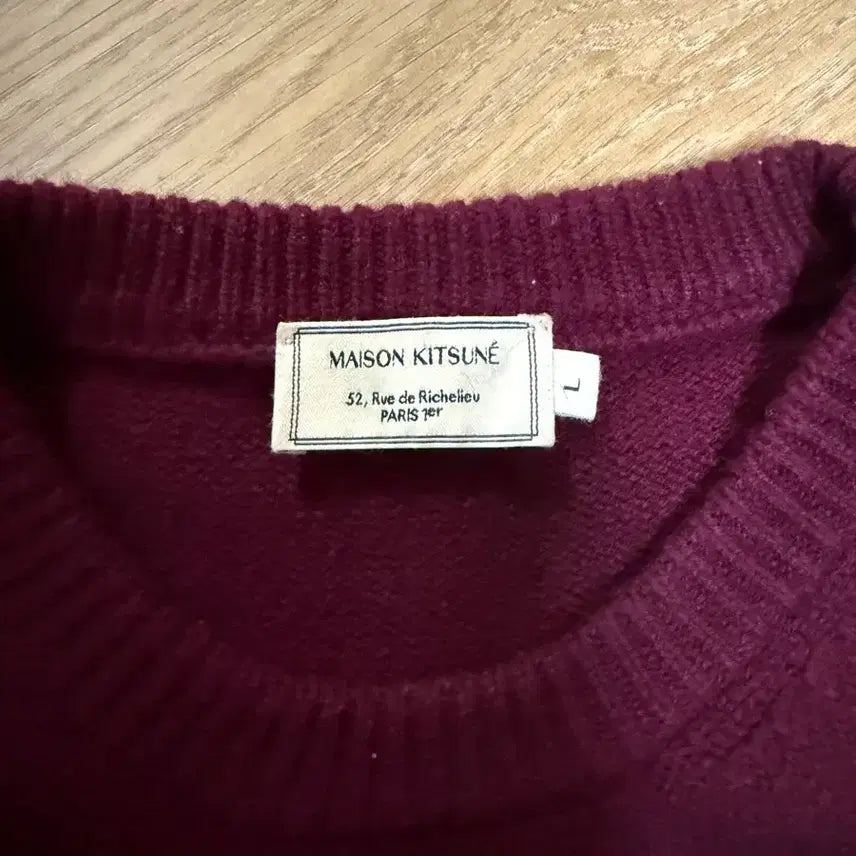 MAISON KITSUNÉ
52, Rue de Richelieu
PARIS 1er
L